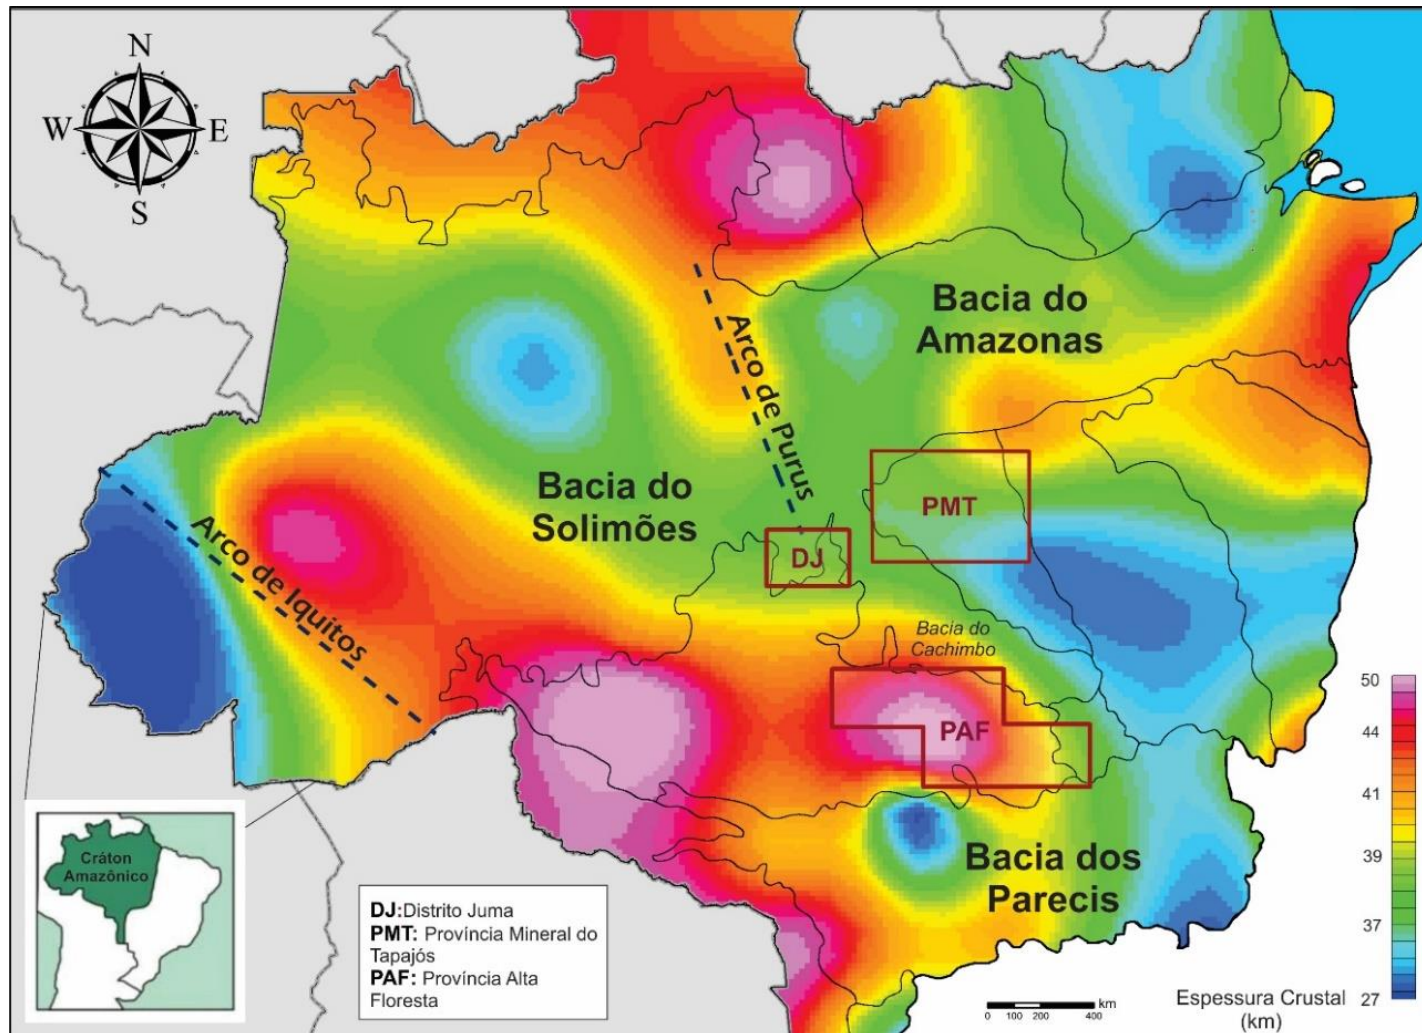 N
W E
S
Bacia do
Amazonas
Arco de Purus
Bacia do
Solimões
PMT
DJ
Arco de Iquitos
Bacia do
Cachimbo
PAF
Bacia dos
Parecis
50
44
41
39
37
27
Espessura Crustal
(km)
Cráton
Amazônico
DJ:Distrito Juma
PMT: Província Mineral do
Tapajós
PAF: Província Alta
Floresta
km
0 100 200 400